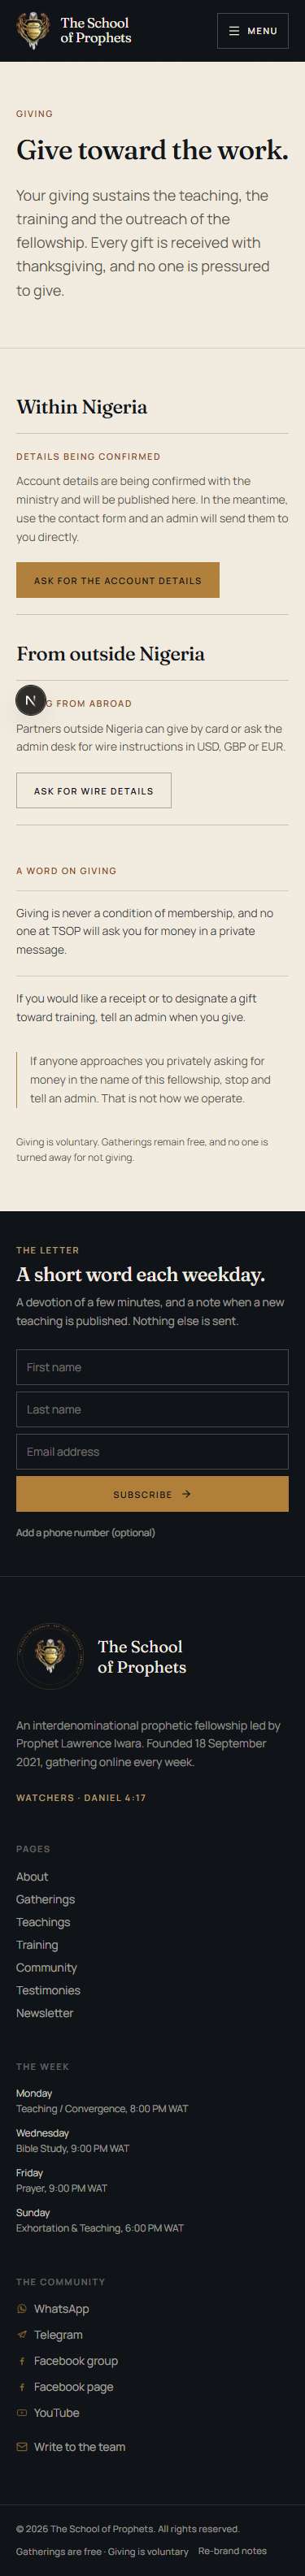 The School
of Prophets
MENU
GIVING
Give toward the work.
Your giving sustains the teaching, the
training and the outreach of the
fellowship. Every gift is received with
thanksgiving, and no one is pressured
to give.
Within Nigeria
DETAILS BEING CONFIRMED
Account details are being confirmed with the
ministry and will be published here. In the meantime,
use the contact form and an admin will send them to
you directly.
ASK FOR THE ACCOUNT DETAILS
From outside Nigeria
N
G FROM ABROAD
Partners outside Nigeria can give by card or ask the
admin desk for wire instructions in USD, GBP or EUR.
ASK FOR WIRE DETAILS
A WORD ON GIVING
Giving is never a condition of membership, and no
one at TSOP will ask you for money in a private
message.
If you would like a receipt or to designate a gift
toward training, tell an admin when you give.
If anyone approaches you privately asking for
money in the name of this fellowship, stop and
tell an admin. That is not how we operate.
Giving is voluntary. Gatherings remain free, and no one is
turned away for not giving.
THE LETTER
A short word each weekday.
A devotion of a few minutes, and a note when a new
teaching is published. Nothing else is sent.
First name
Last name
Email address
SUBSCRIBE →
Add a phone number (optional)
The School
of Prophets
An interdenominational prophetic fellowship led by
Prophet Lawrence Iwara. Founded 18 September
2021, gathering online every week.
WATCHERS · DANIEL 4:17
PAGES
About
Gatherings
Teachings
Training
Community
Testimonies
Newsletter
THE WEEK
Monday
Teaching / Convergence, 8:00 PM WAT
Wednesday
Bible Study, 9:00 PM WAT
Friday
Prayer, 9:00 PM WAT
Sunday
Exhortation & Teaching, 6:00 PM WAT
THE COMMUNITY
WhatsApp
Telegram
Facebook group
Facebook page
YouTube
Write to the team
© 2026 The School of Prophets. All rights reserved.
Gatherings are free · Giving is voluntary Re-brand notes